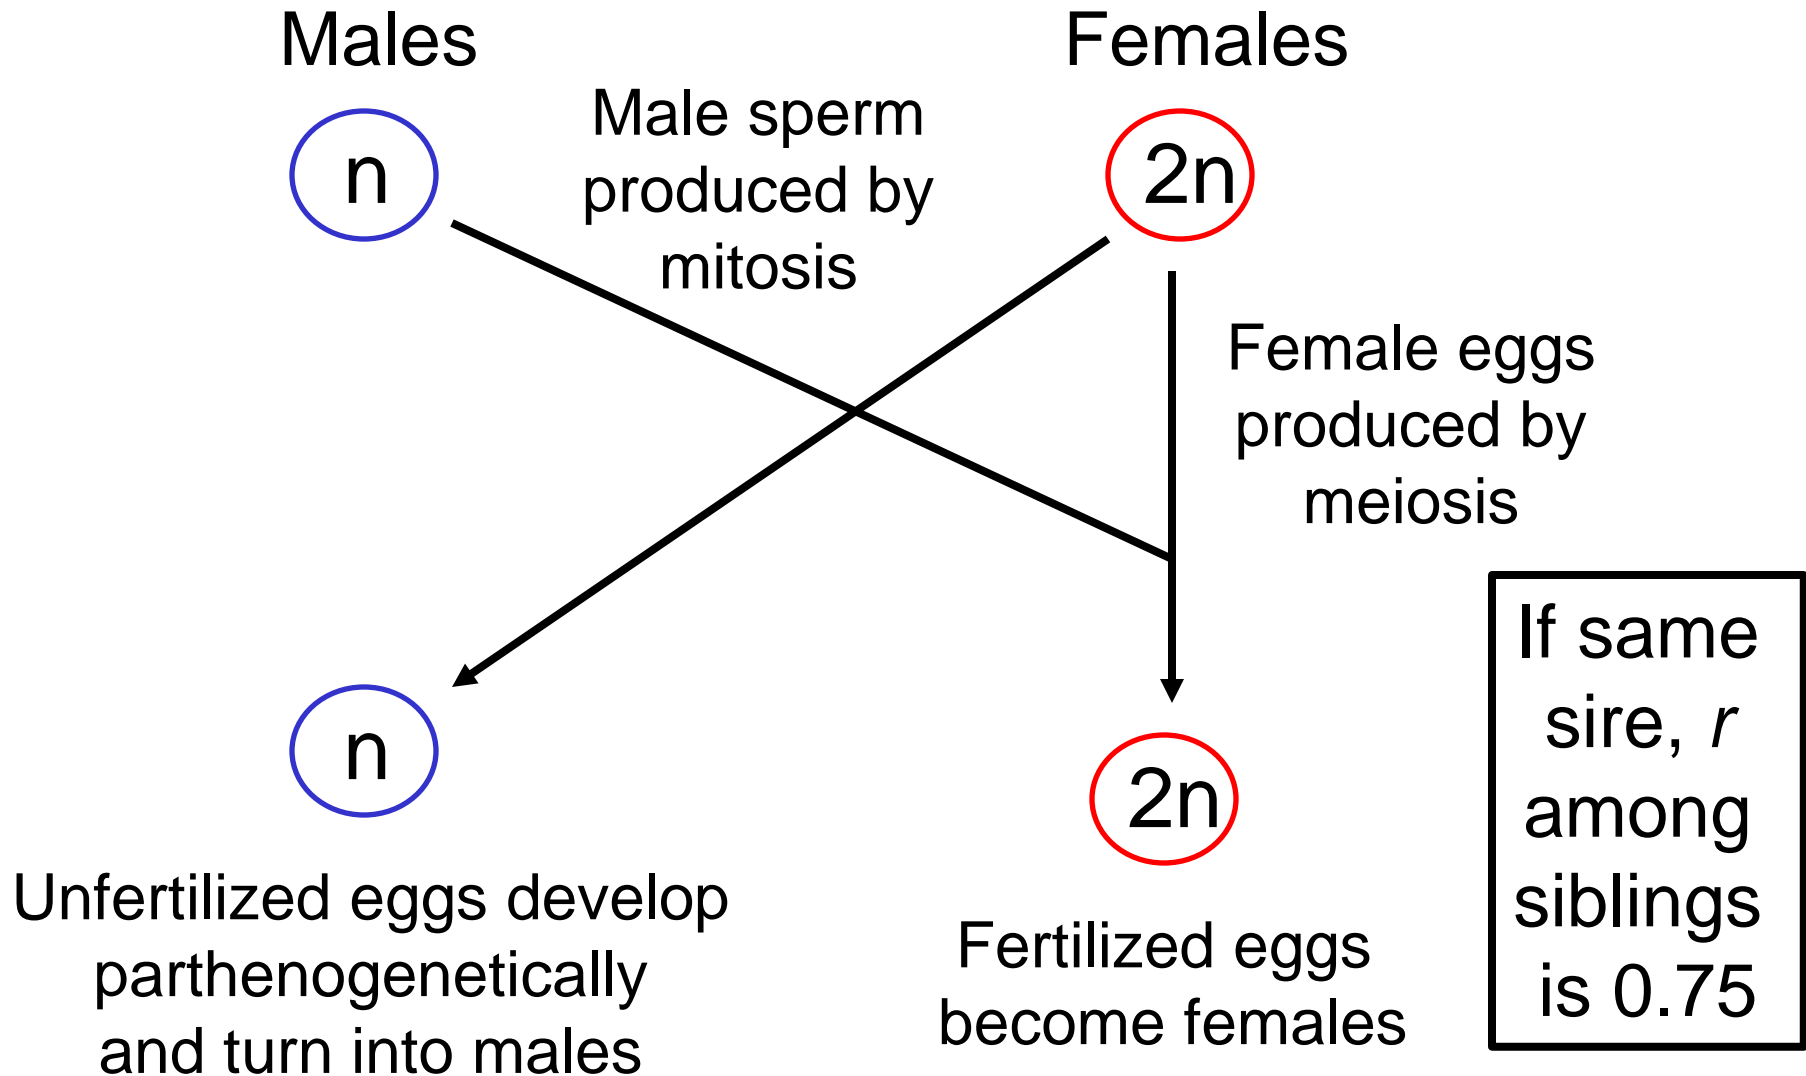 Males
Females
Male sperm
produced by
mitosis
n
2n
Female eggs
produced by
meiosis
n
2n
Unfertilized eggs develop
parthenogenetically
and turn into males
Fertilized eggs
become females
If same
sire, r
among
siblings
is 0.75